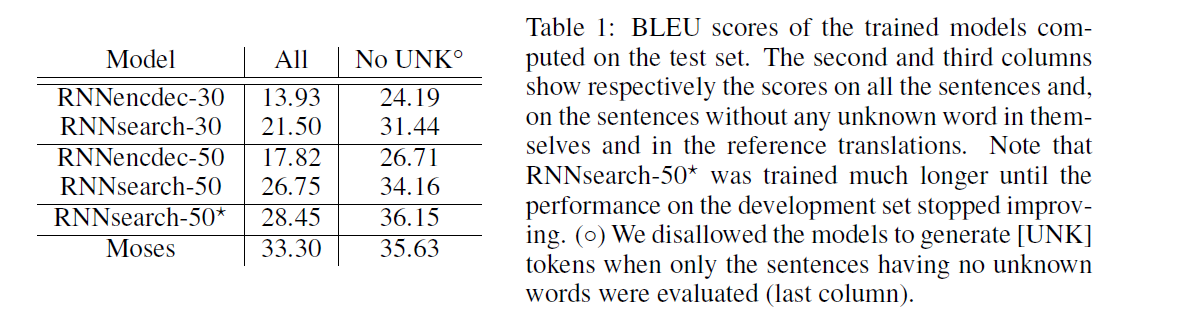 Model All No UNK°
RNNencdec-30 13.93 24.19
RNNsearch-30 21.50 31.44
RNNencdec-50 17.82 26.71
RNNsearch-50 26.75 34.16
RNNsearch-50⋆ 28.45 36.15
Moses 33.30 35.63
Table 1: BLEU scores of the trained models com-
puted on the test set. The second and third columns
show respectively the scores on all the sentences and,
on the sentences without any unknown word in them-
selves and in the reference translations. Note that
RNNsearch-50⋆ was trained much longer until the
performance on the development set stopped improv-
ing. (∘) We disallowed the models to generate [UNK]
tokens when only the sentences having no unknown
words were evaluated (last column).